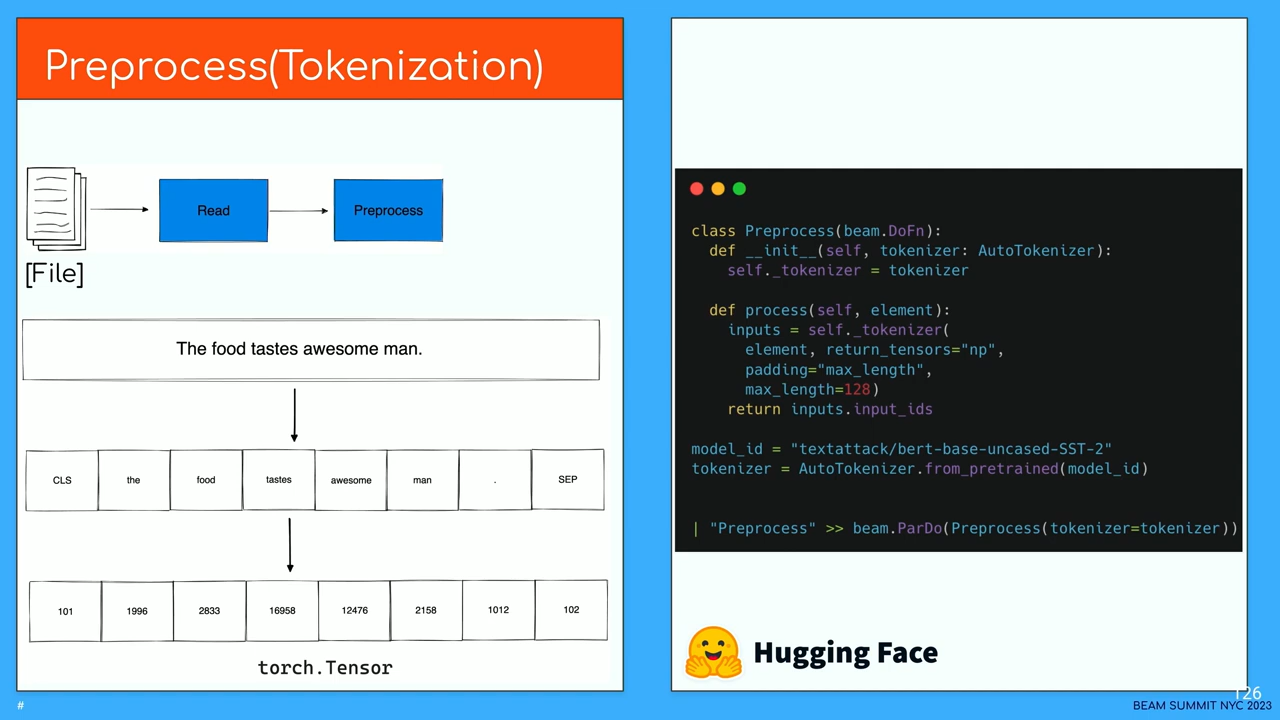 Preprocess(Tokenization)
Read
Preprocess
[File]
The food tastes awesome man.
CLS the food tastes awesome man . SEP
101 1996 2833 16958 12476 2158 1012 102
torch.Tensor
class Preprocess(beam.DoFn):
  def __init__(self, tokenizer: AutoTokenizer):
    self._tokenizer = tokenizer
  def process(self, element):
    inputs = self._tokenizer(
      element, return_tensors="np",
      padding="max_length",
      max_length=128)
    return inputs.input_ids
model_id = "textattack/bert-base-uncased-SST-2"
tokenizer = AutoTokenizer.from_pretrained(model_id)
| "Preprocess" >> beam.ParDo(Preprocess(tokenizer=tokenizer))
Hugging Face
#
126
BEAM SUMMIT NYC 2023